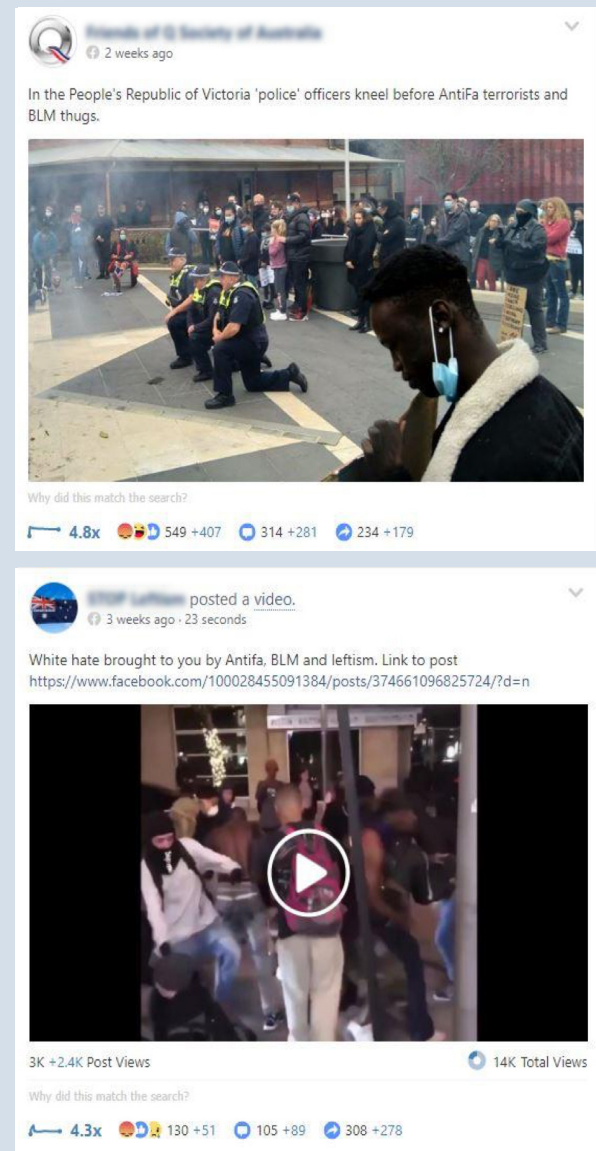 2 weeks ago
In the People's Republic of Victoria 'police' officers kneel before AntiFa terrorists and
BLM thugs.
Why did this match the search?
4.8x 549 +407 314 +281 234 +179
posted a video.
3 weeks ago · 23 seconds
White hate brought to you by Antifa, BLM and leftism. Link to post
https://www.facebook.com/100028455091384/posts/374661096825724/?d=n
3K +2.4K Post Views 14K Total Views
Why did this match the search?
4.3x 130 +51 105 +89 308 +278